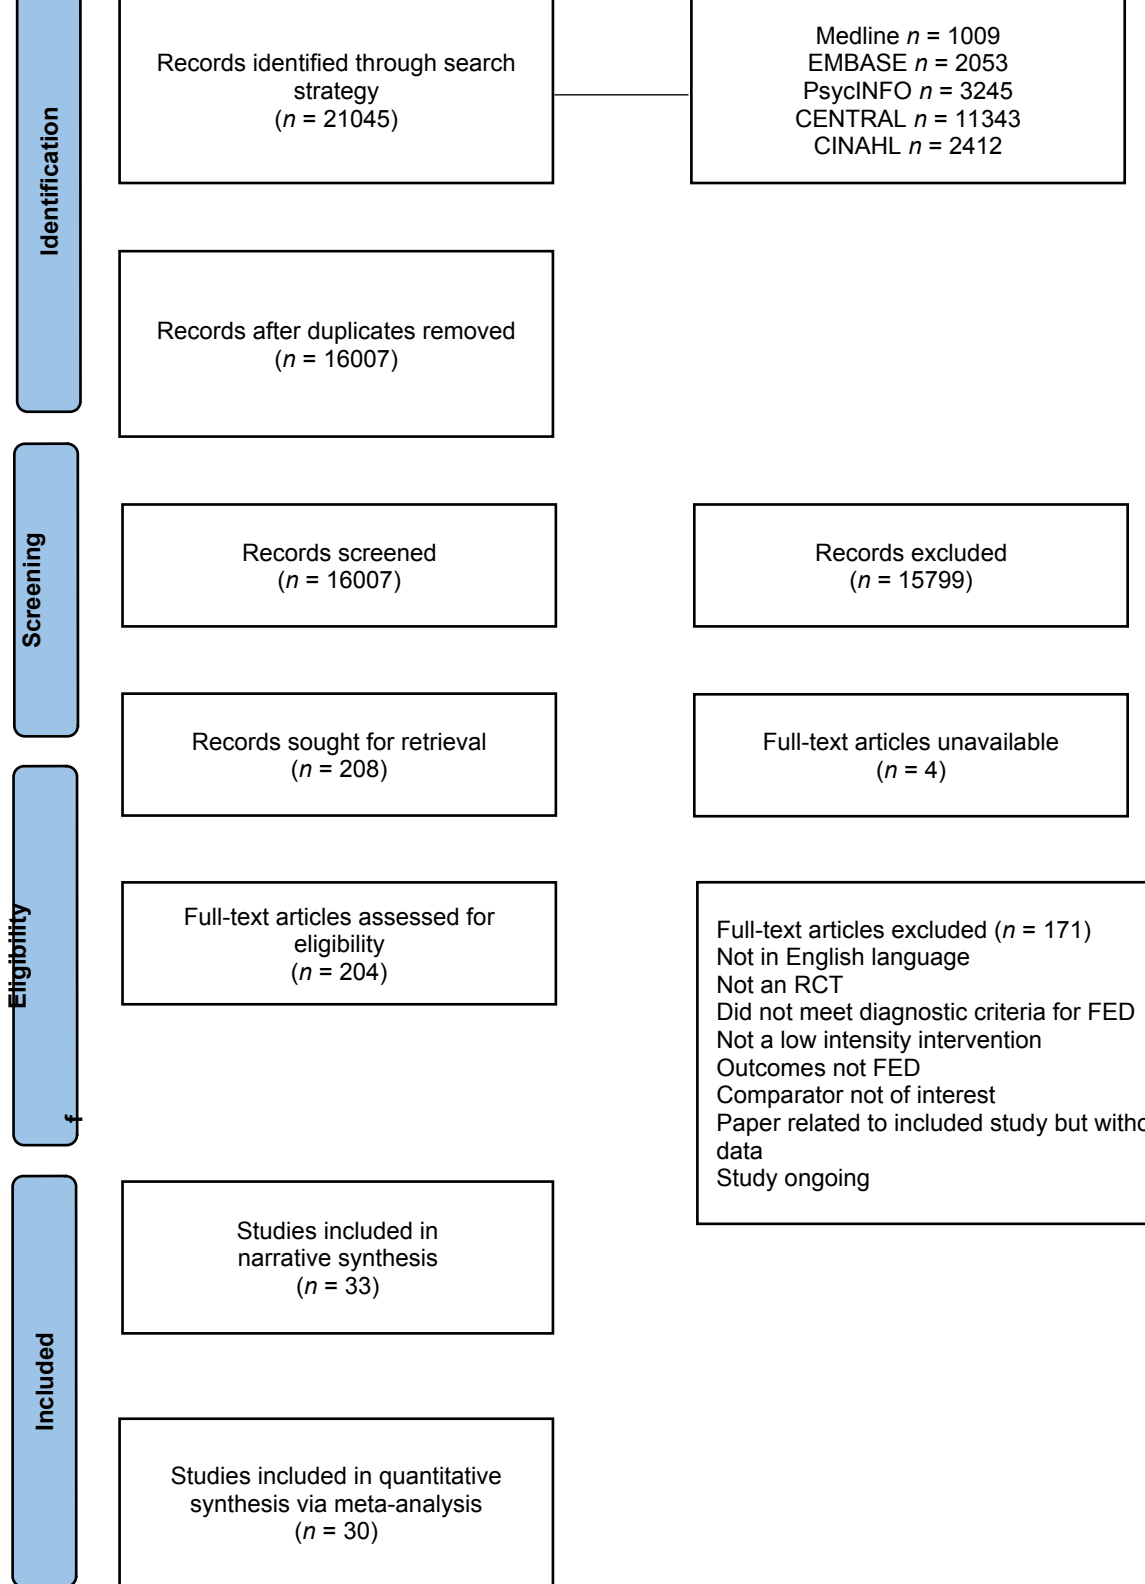 Identification
Records identified through search
strategy
(n = 21045)
Medline n = 1009
EMBASE n = 2053
PsycINFO n = 3245
CENTRAL n = 11343
CINAHL n = 2412
Records after duplicates removed
(n = 16007)
Screening
Records screened
(n = 16007)
Records excluded
(n = 15799)
Records sought for retrieval
(n = 208)
Full-text articles unavailable
(n = 4)
Eligibility
f
Full-text articles assessed for
eligibility
(n = 204)
Full-text articles excluded (n = 171)
Not in English language
Not an RCT
Did not meet diagnostic criteria for FED
Not a low intensity intervention
Outcomes not FED
Comparator not of interest
Paper related to included study but
data
Study ongoing
Included
Studies included in
narrative synthesis
(n = 33)
Studies included in quantitative
synthesis via meta-analysis
(n = 30)